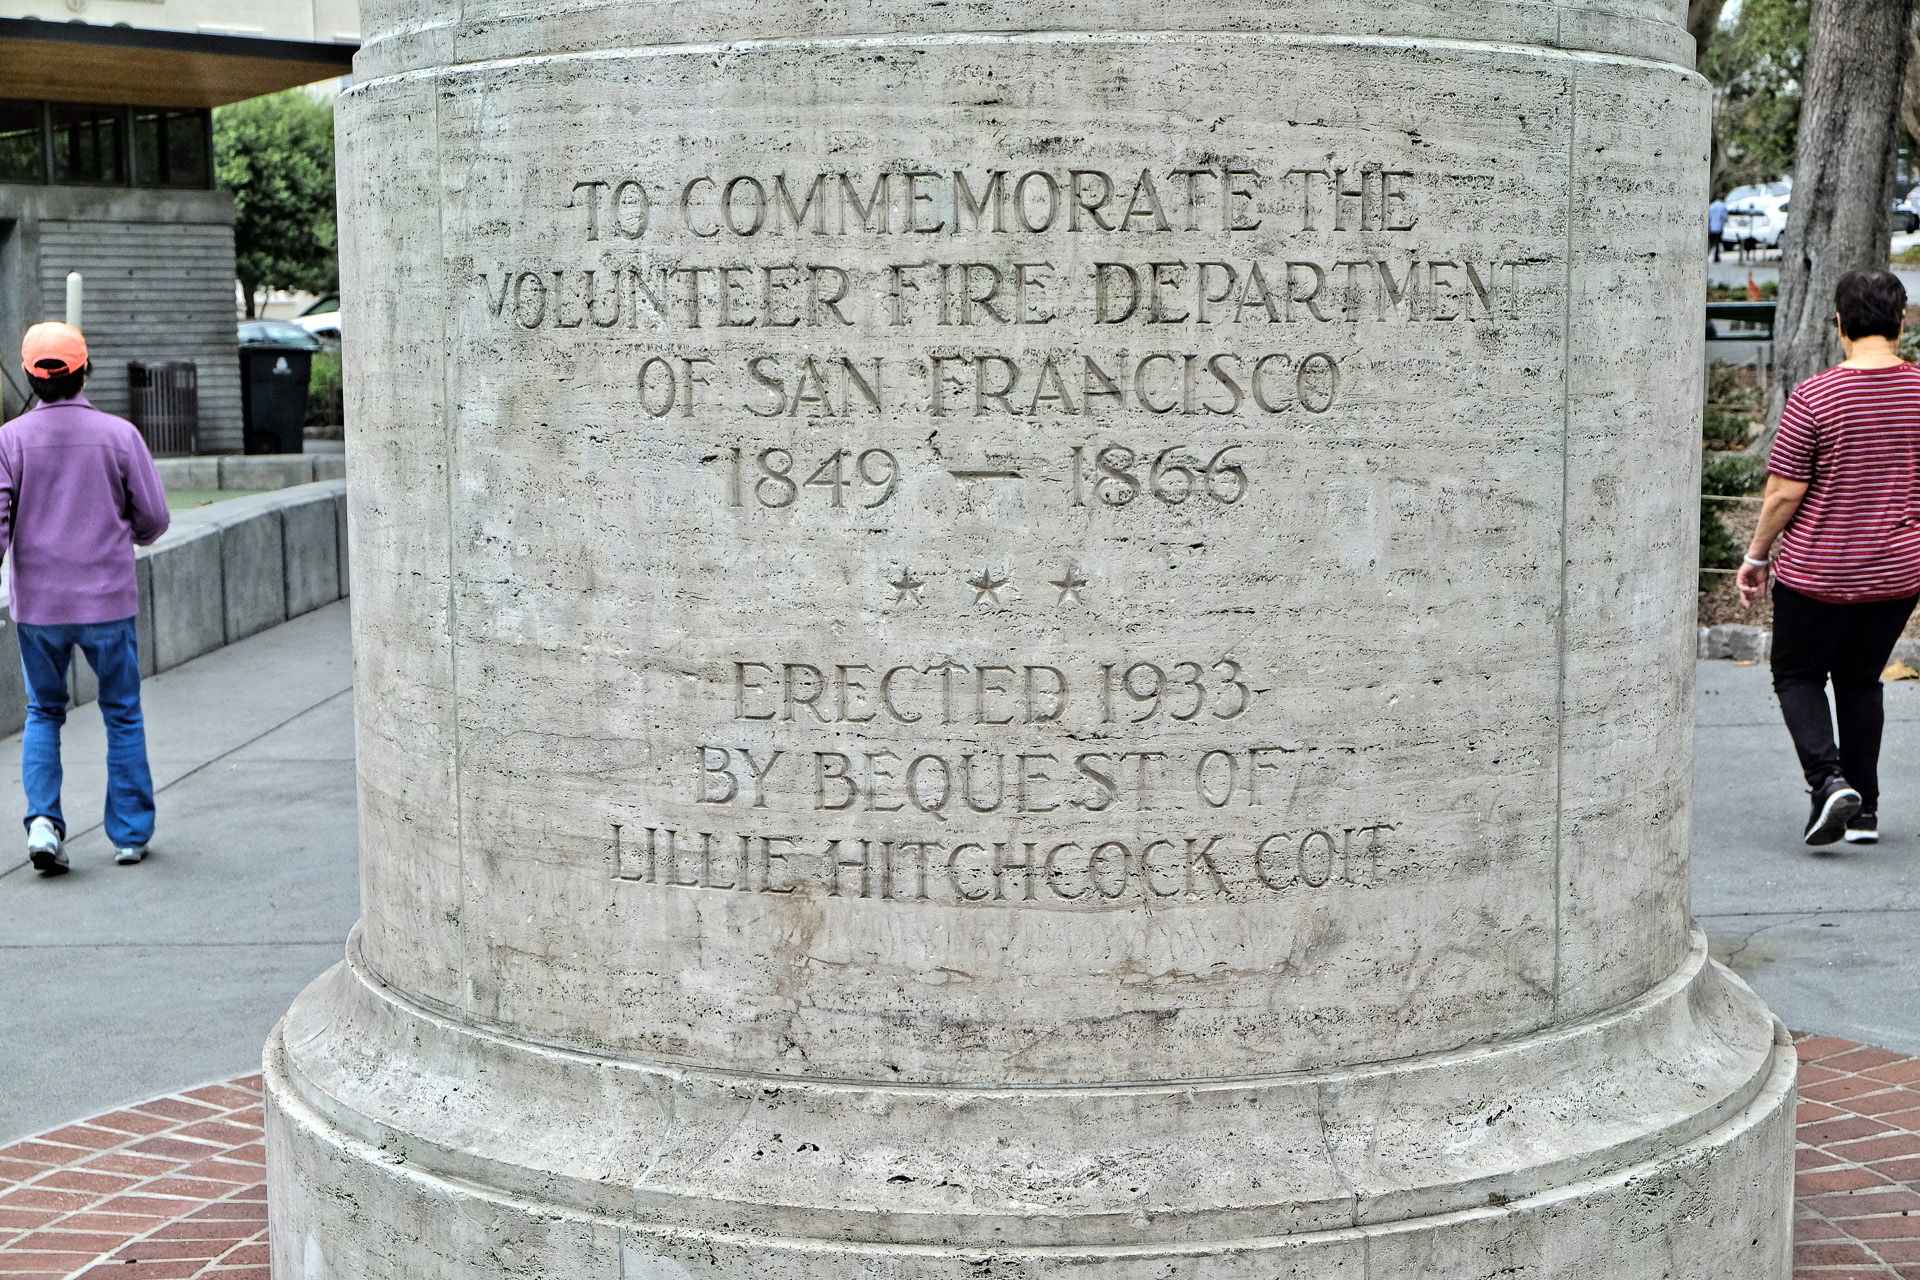 TO COMMEMORATE THE
VOLUNTEER FIRE DEPARTMENT
OF SAN FRANCISCO
1849 — 1866
★ ★ ★
ERECTED 1933
BY BEQUEST OF
LILLIE HITCHCOCK COIT